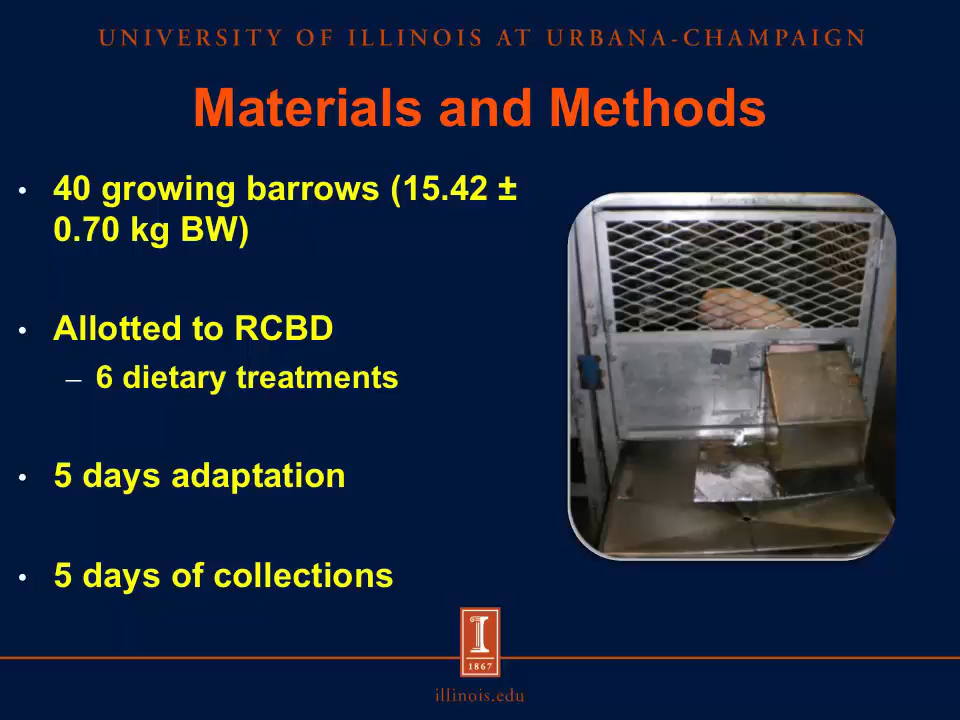 UNIVERSITY OF ILLINOIS AT URBANA-CHAMPAIGN
Materials and Methods
• 40 growing barrows (15.42 ±
0.70 kg BW)
• Allotted to RCBD
– 6 dietary treatments
• 5 days adaptation
• 5 days of collections
I
1867
illinois.edu